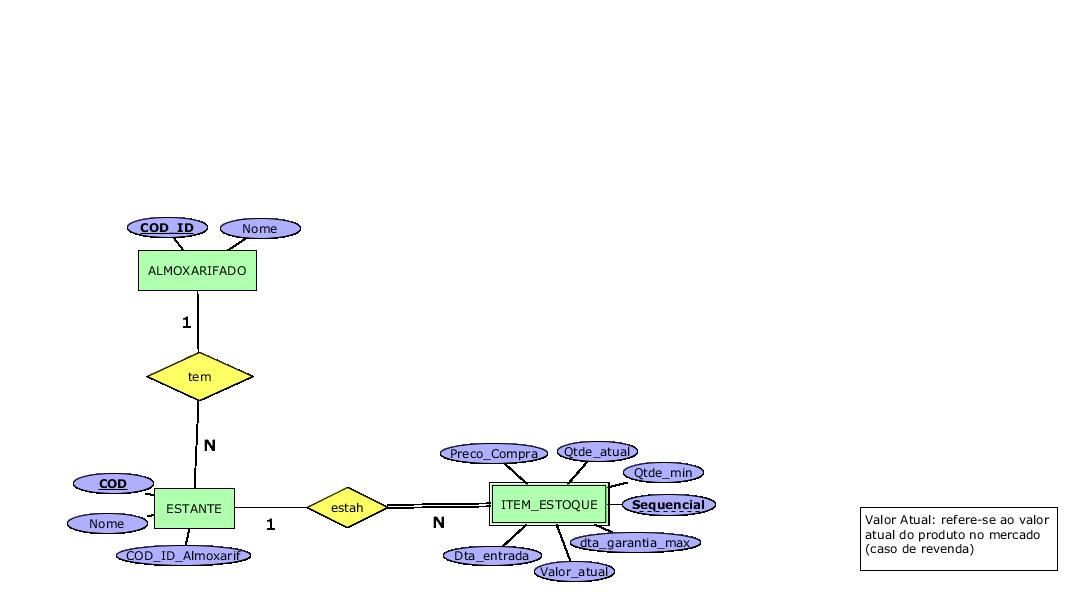 COD_ID
Nome
ALMOXARIFADO
1
tem
N
COD
Nome
ESTANTE
COD_ID_Almoxarif
1
estah
N
Preco_Compra
Qtde_atual
Qtde_min
ITEM_ESTOQUE
Sequencial
dta_garantia_max
Dta_entrada
Valor_atual
Valor Atual: refere-se ao valor
atual do produto no mercado
(caso de revenda)